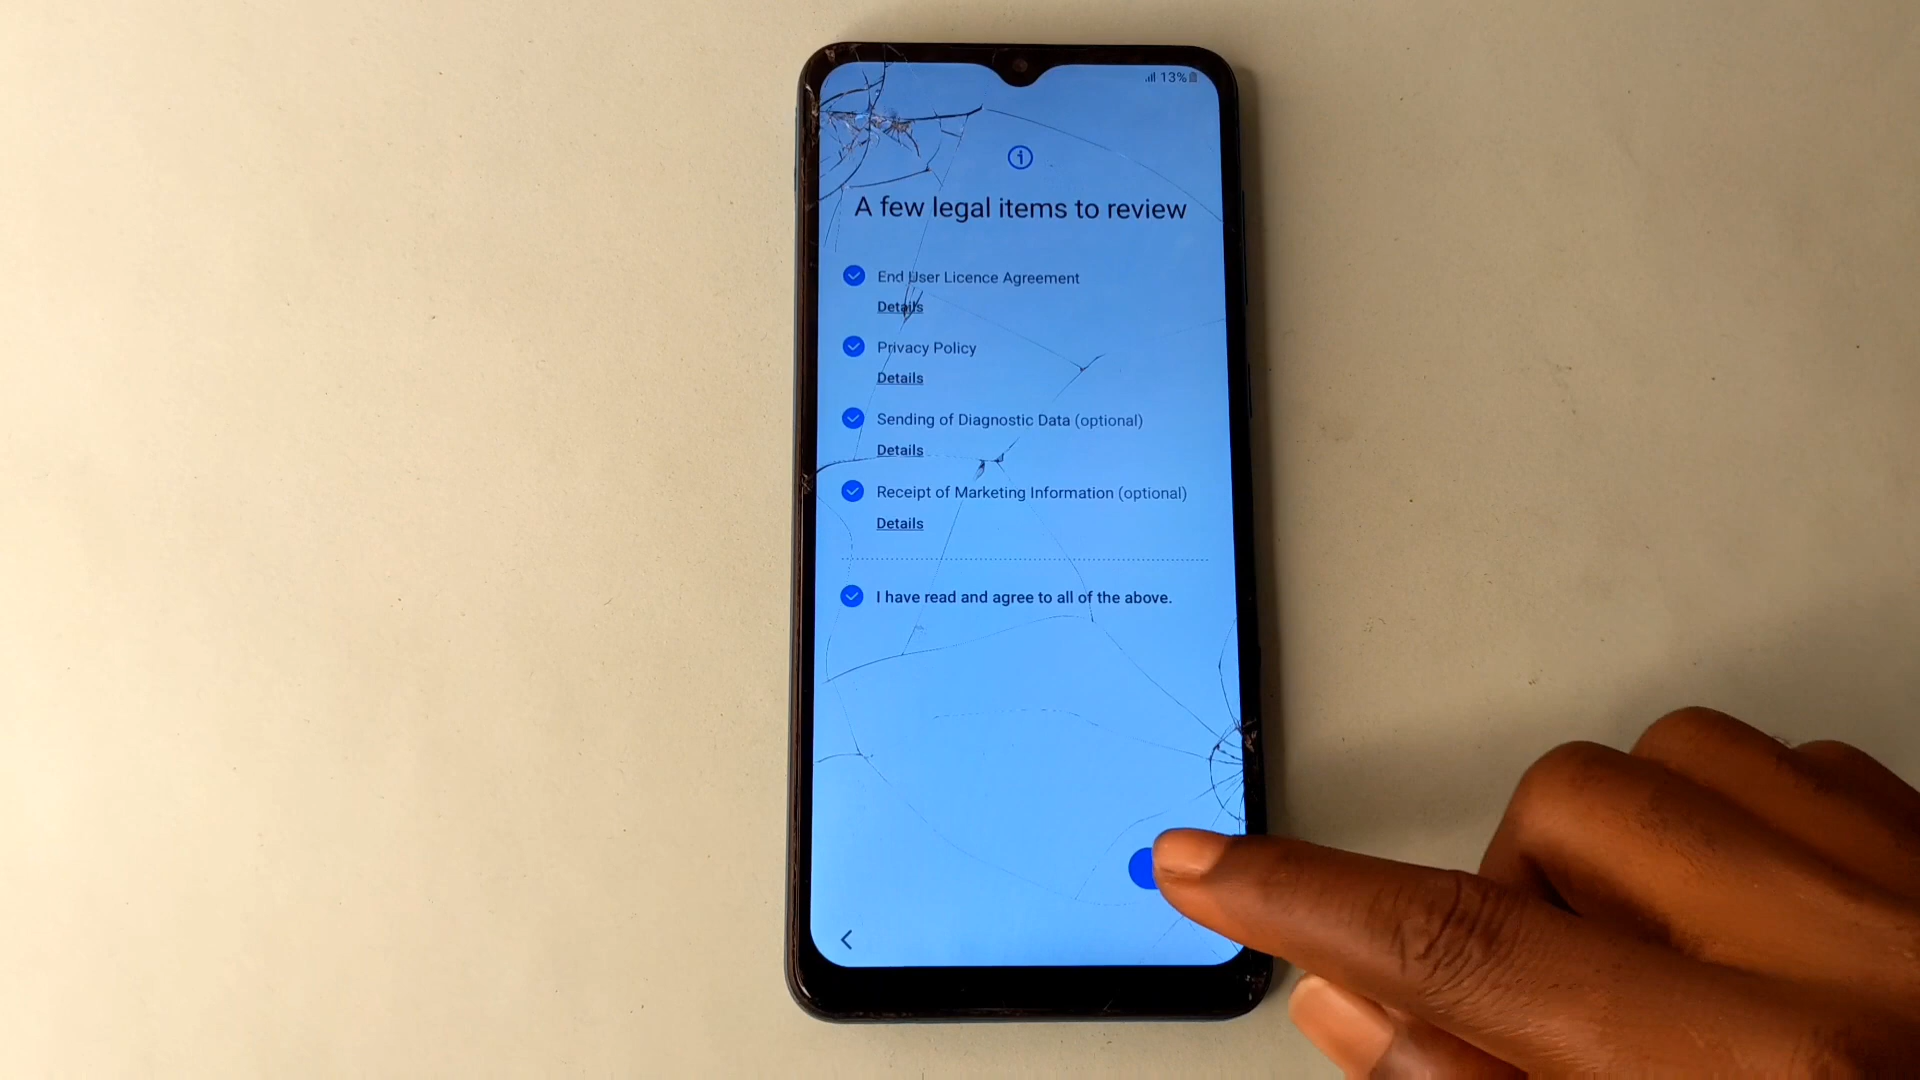 13%
A few legal items to review
End User Licence Agreement
Details
Privacy Policy
Details
Sending of Diagnostic Data (optional)
Details
Receipt of Marketing Information (optional)
Details
I have read and agree to all of the above.